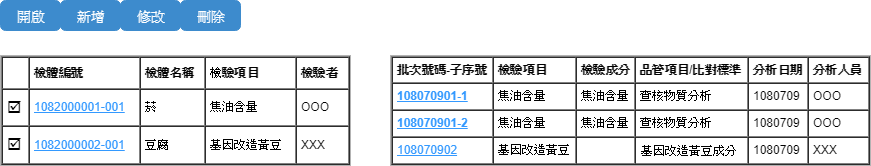 開啟 新增 修改 刪除
檢體編號 檢體名稱 檢驗項目 檢驗者
1082000001-001 菸 焦油含量 OOO
1082000002-001 豆腐 基因改造黃豆 XXX
批次號碼-子序號 檢驗項目 檢驗成分 品管項目/比對標準 分析日期 分析人員
108070901-1 焦油含量 焦油含量 查核物質分析 1080709 OOO
108070901-2 焦油含量 焦油含量 查核物質分析 1080709 OOO
108070902 基因改造黃豆 基因改造黃豆成分 1080709 XXX